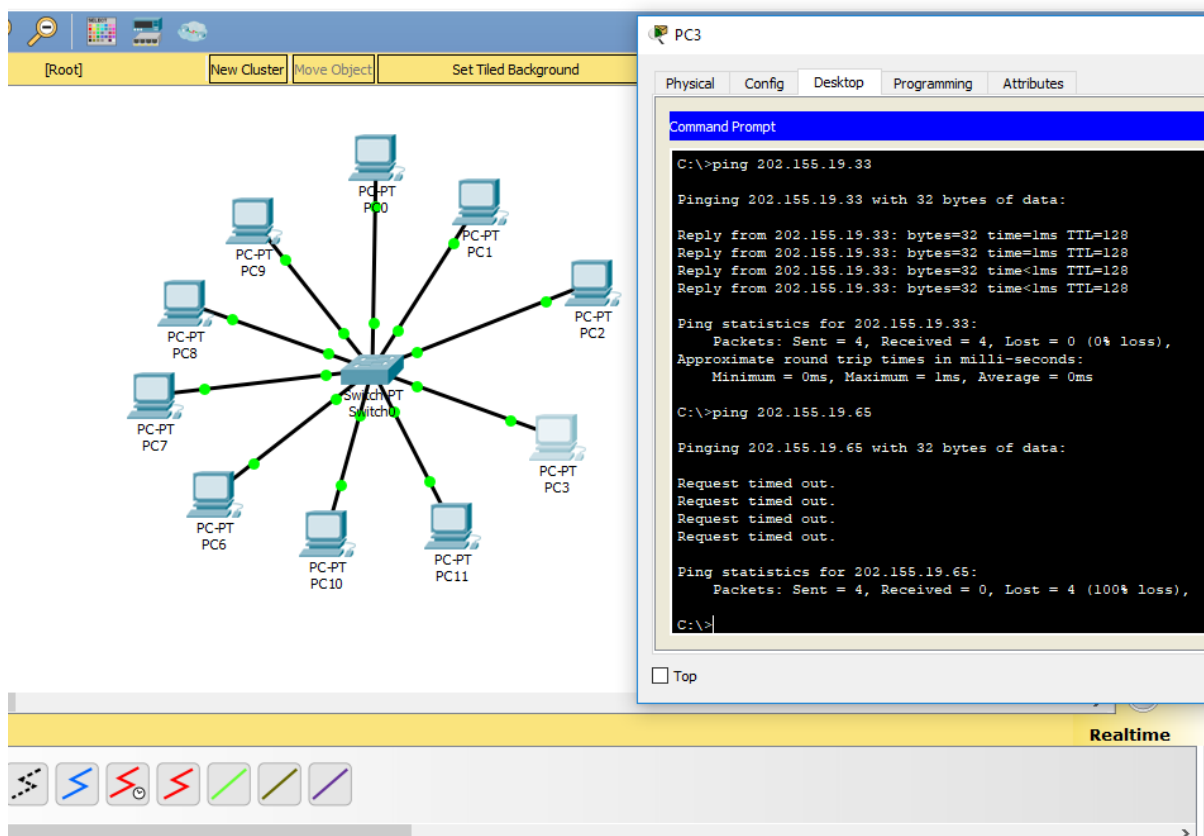 [Root]
New Cluster
Move Object
Set Tiled Background
PC-PT
PC0
PC-PT
PC1
PC-PT
PC9
PC-PT
PC2
PC-PT
PC8
Switch-PT
Switch0
PC-PT
PC7
PC-PT
PC3
PC-PT
PC6
PC-PT
PC10
PC-PT
PC11
PC3
Physical
Config
Desktop
Programming
Attributes
Command Prompt
C:\>ping 202.155.19.33
Pinging 202.155.19.33 with 32 bytes of data:
Reply from 202.155.19.33: bytes=32 time=1ms TTL=128
Reply from 202.155.19.33: bytes=32 time=1ms TTL=128
Reply from 202.155.19.33: bytes=32 time<1ms TTL=128
Reply from 202.155.19.33: bytes=32 time<1ms TTL=128
Ping statistics for 202.155.19.33:
Packets: Sent = 4, Received = 4, Lost = 0 (0% loss),
Approximate round trip times in milli-seconds:
Minimum = 0ms, Maximum = 1ms, Average = 0ms
C:\>ping 202.155.19.65
Pinging 202.155.19.65 with 32 bytes of data:
Request timed out.
Request timed out.
Request timed out.
Request timed out.
Ping statistics for 202.155.19.65:
Packets: Sent = 4, Received = 0, Lost = 4 (100% loss),
C:\>
Top
Realtime